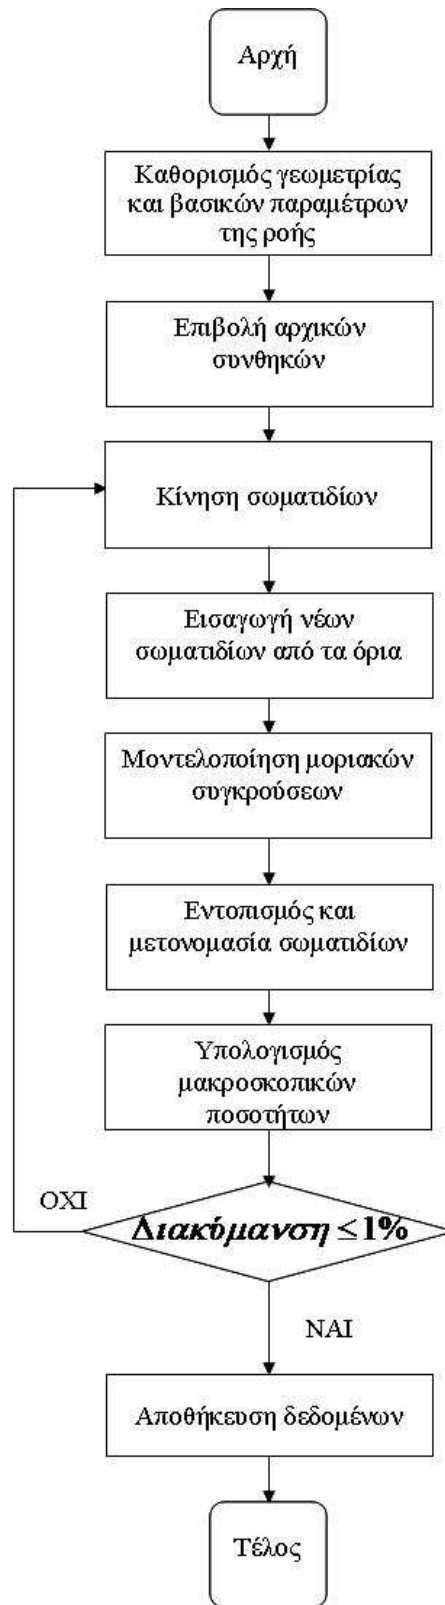 Αρχή
Καθορισμός γεωμετρίας
και βασικών παραμέτρων
της ροής
Επιβολή αρχικών
συνθηκών
Κίνηση σωματιδίων
Εισαγωγή νέων
σωματιδίων από τα όρια
Μοντελοποίηση μοριακών
συγκρούσεων
Εντοπισμός και
μετονομασία σωματιδίων
Υπολογισμός
μακροσκοπικών
ποσοτήτων
ΟΧΙ
Διακύμανση ≤ 1%
ΝΑΙ
Αποθήκευση δεδομένων
Τέλος